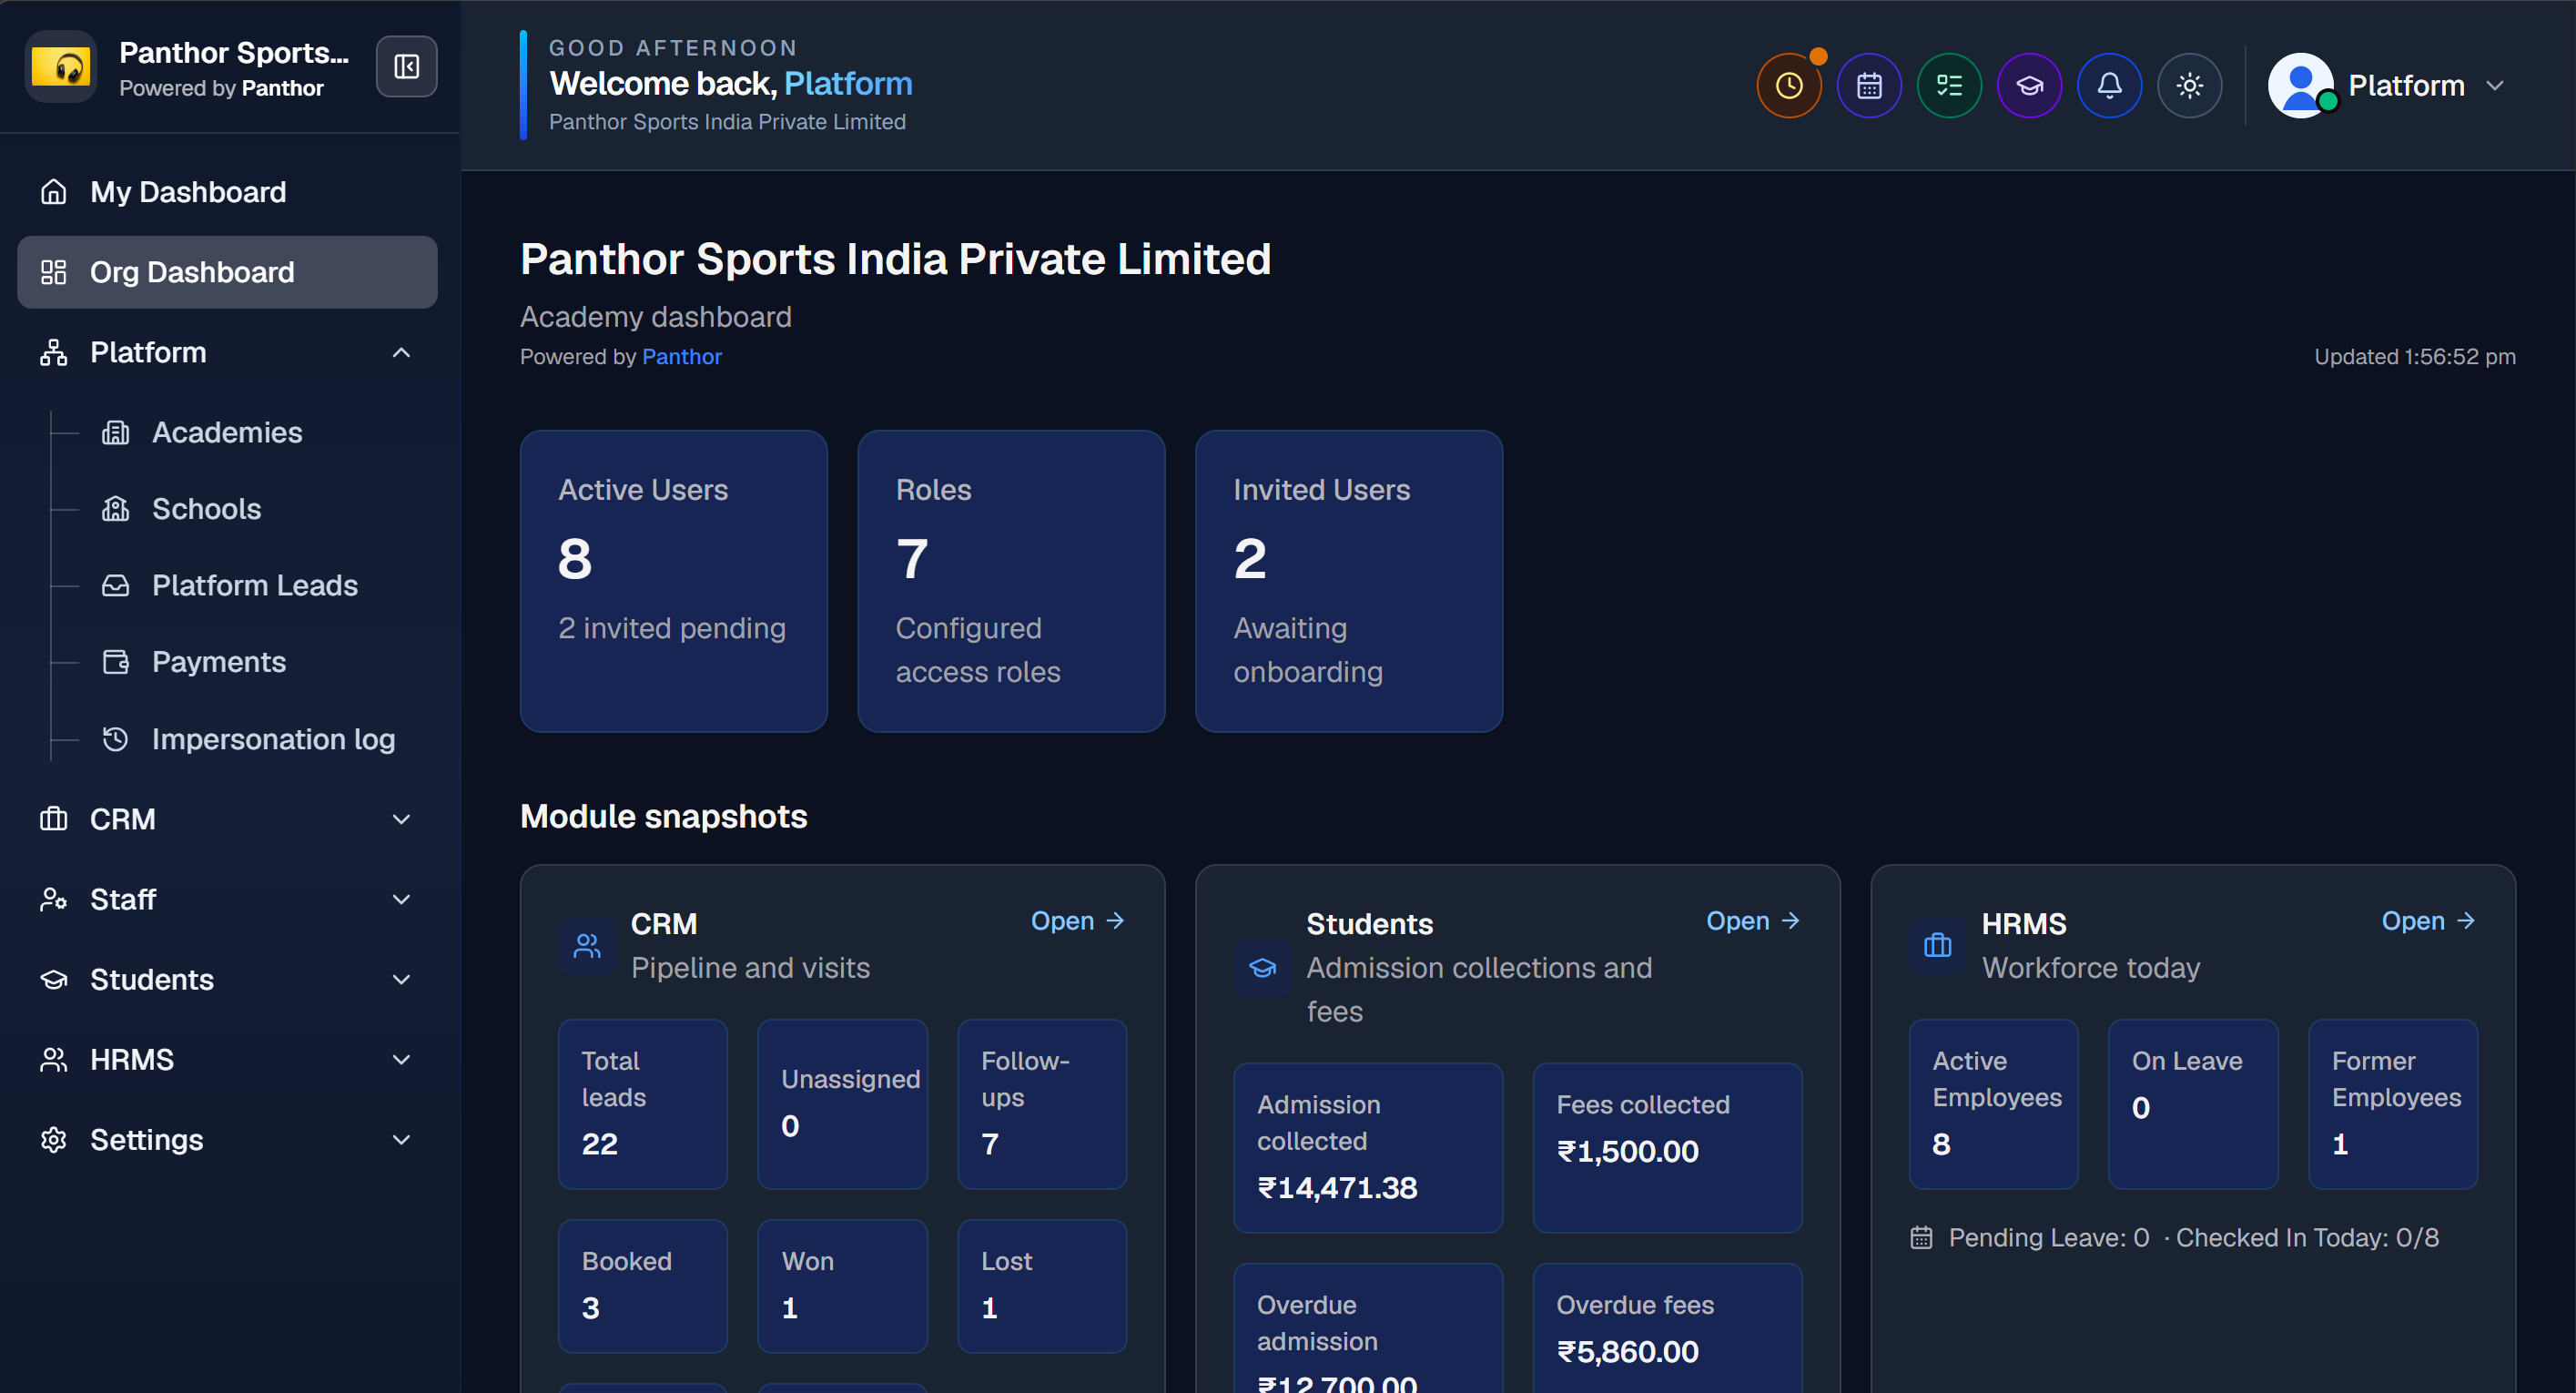 Panthor Sports...
Powered by Panthor
My Dashboard
Org Dashboard
Platform
Academies
Schools
Platform Leads
Payments
Impersonation log
CRM
Staff
Students
HRMS
Settings
GOOD AFTERNOON
Welcome back, Platform
Panthor Sports India Private Limited
Platform
Panthor Sports India Private Limited
Academy dashboard
Powered by Panthor
Updated 1:56:52 pm
Active Users
8
2 invited pending
Roles
7
Configured
access roles
Invited Users
2
Awaiting
onboarding
Module snapshots
CRM
Open →
Pipeline and visits
Total
leads
22
Unassigned
0
Follow-
ups
7
Booked
3
Won
1
Lost
1
Students
Open →
Admission collections and
fees
Admission
collected
₹14,471.38
Fees collected
₹1,500.00
Overdue
admission
₹12,700.00
Overdue fees
₹5,860.00
HRMS
Open →
Workforce today
Active
Employees
8
On Leave
0
Former
Employees
1
Pending Leave: 0 · Checked In Today: 0/8